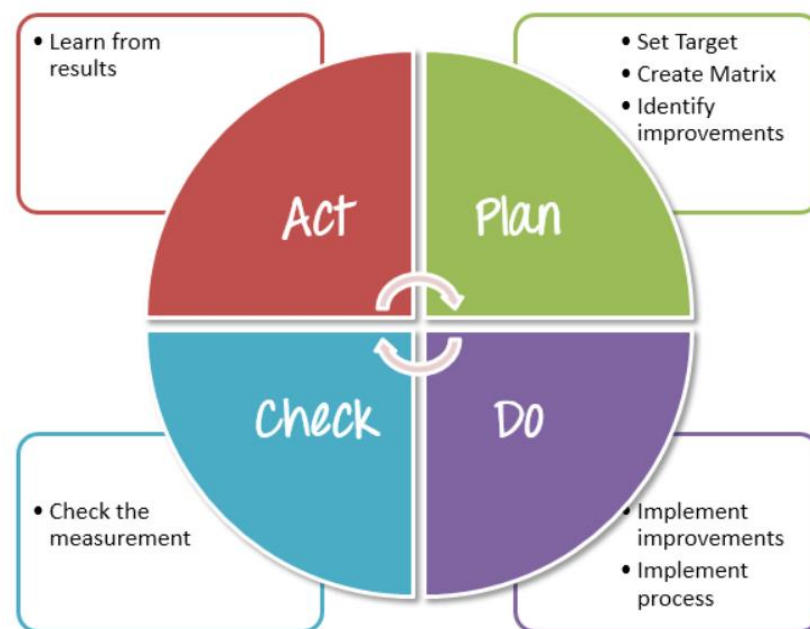 • Learn from
results
Act
• Set Target
• Create Matrix
• Identify
improvements
Plan
Check
• Check the
measurement
Do
• Implement
improvements
• Implement
process